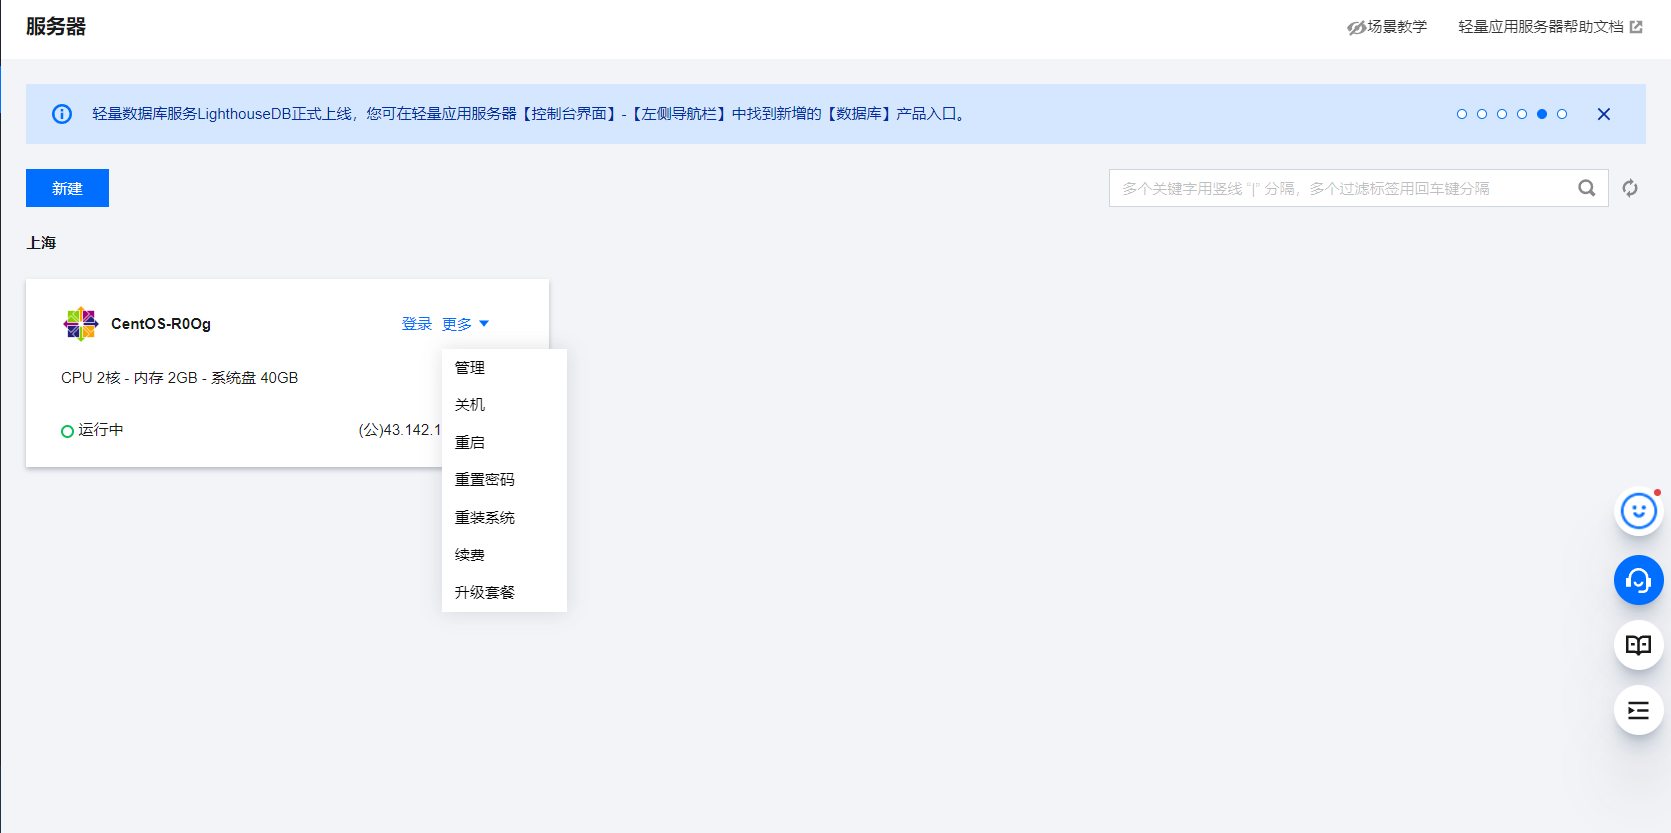 服务器
场景教学
轻量应用服务器帮助文档
轻量数据库服务LighthouseDB正式上线，您可在轻量应用服务器【控制台界面】-【左侧导航栏】中找到新增的【数据库】产品入口。
新建
多个关键字用竖线 "|" 分隔，多个过滤标签用回车键分隔
上海
CentOS-R0Og
登录 更多
CPU 2核 - 内存 2GB - 系统盘 40GB
运行中
(公)43.142.1
管理
关机
重启
重置密码
重装系统
续费
升级套餐